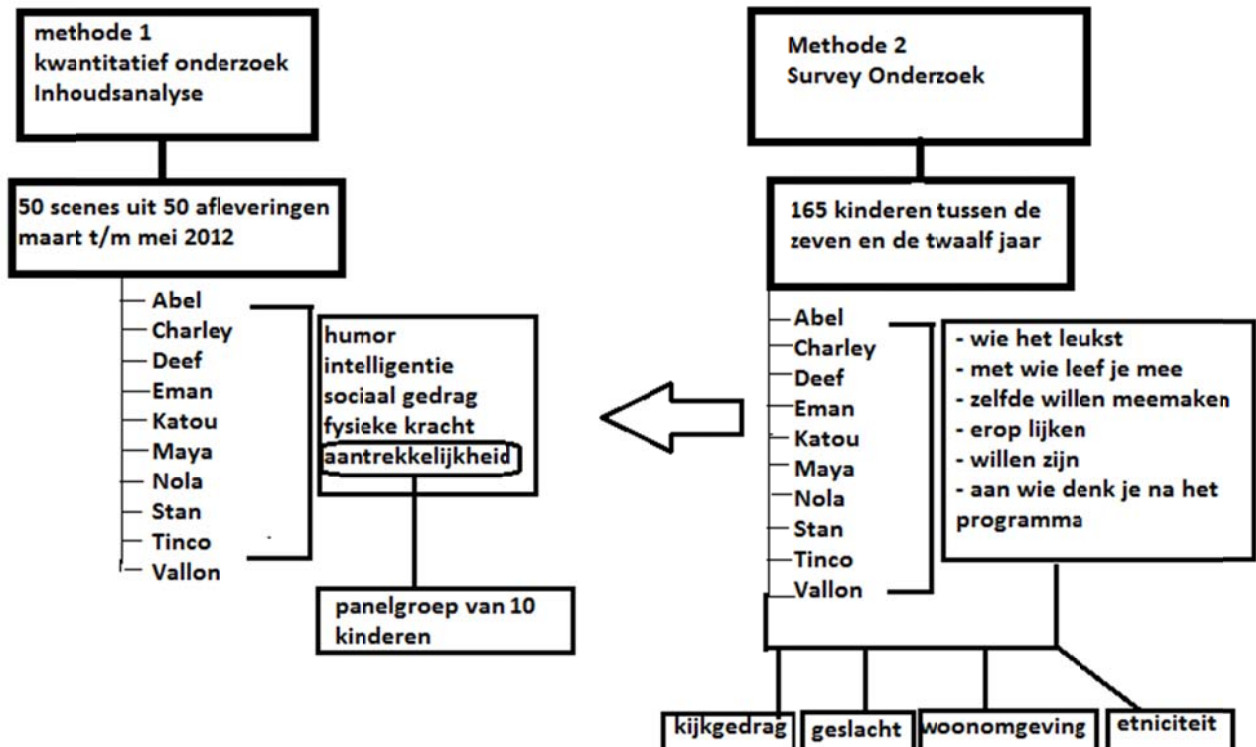 methode 1
kwantitatief onderzoek
Inhoudsanalyse
50 scenes uit 50 afleveringen
maart t/m mei 2012
Abel
Charley
Deef
Eman
Katou
Maya
Nola
Stan
Tinco
Vallon
humor
intelligentie
sociaal gedrag
fysieke kracht
aantrekkelijkheid
panelgroep van 10
kinderen
Methode 2
Survey Onderzoek
165 kinderen tussen de
zeven en de twaalf jaar
Abel
Charley
Deef
Eman
Katou
Maya
Nola
Stan
Tinco
Vallon
- wie het leukst
- met wie leef je mee
- zelfde willen meemaken
- erop lijken
- willen zijn
- aan wie denk je na het
programma
kijkgedrag
geslacht
woonomgeving
etniciteit